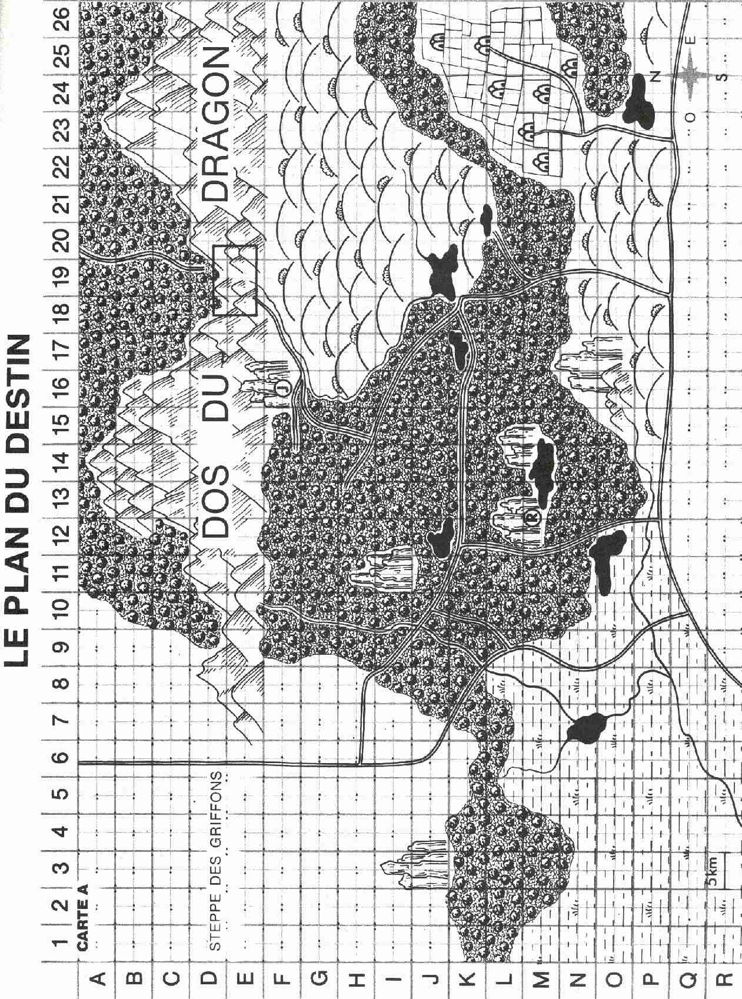 LE PLAN DU DESTIN
1 2 3 4 5 6 7 8 9 10 11 12 13 14 15 16 17 18 19 20 21 22 23 24 25 26
CARTE A
A
B
C
D
E
F
G
H
I
J
K
L
M
N
O
P
Q
R
STEPPE DES GRIFFONS
DOS DU DRAGON
J
R
N
O E
S
5km